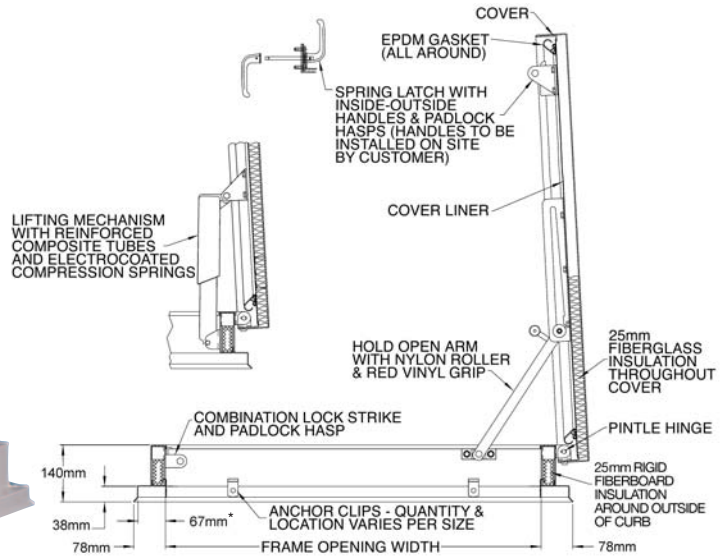 COVER
EPDM GASKET
(ALL AROUND)
SPRING LATCH WITH
INSIDE-OUTSIDE
HANDLES & PADLOCK
HASPS (HANDLES TO BE
INSTALLED ON SITE
BY CUSTOMER)
COVER LINER
LIFTING MECHANISM
WITH REINFORCED
COMPOSITE TUBES
AND ELECTROCOATED
COMPRESSION SPRINGS
HOLD OPEN ARM
WITH NYLON ROLLER
& RED VINYL GRIP
25mm
FIBERGLASS
INSULATION
THROUGHOUT
COVER
COMBINATION LOCK STRIKE
AND PADLOCK HASP
PINTLE HINGE
140mm
25mm RIGID
FIBERBOARD
INSULATION
AROUND OUTSIDE
OF CURB
38mm
67mm*
ANCHOR CLIPS - QUANTITY &
LOCATION VARIES PER SIZE
78mm
FRAME OPENING WIDTH
78mm